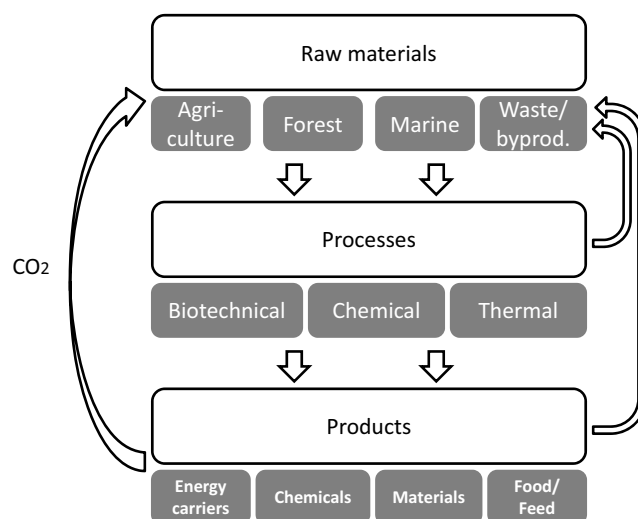 Raw materials
Agri-
culture
Forest
Marine
Waste/
byprod.
Processes
CO2
Biotechnical
Chemical
Thermal
Products
Energy
carriers
Chemicals
Materials
Food/
Feed